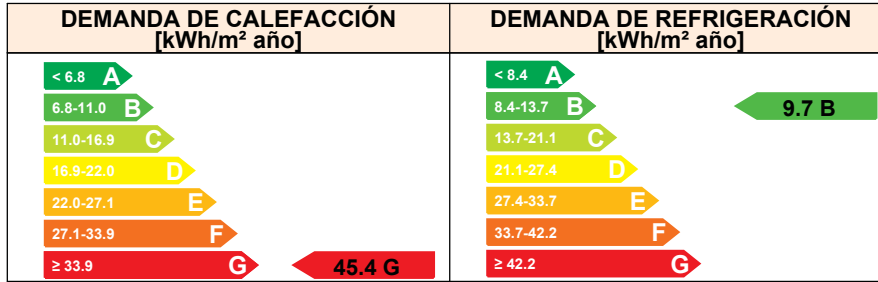 DEMANDA DE CALEFACCIÓN
[kWh/m² año]
< 6.8 A
6.8-11.0 B
11.0-16.9 C
16.9-22.0 D
22.0-27.1 E
27.1-33.9 F
≥ 33.9 G
45.4 G
DEMANDA DE REFRIGERACIÓN
[kWh/m² año]
< 8.4 A
8.4-13.7 B
9.7 B
13.7-21.1 C
21.1-27.4 D
27.4-33.7 E
33.7-42.2 F
≥ 42.2 G